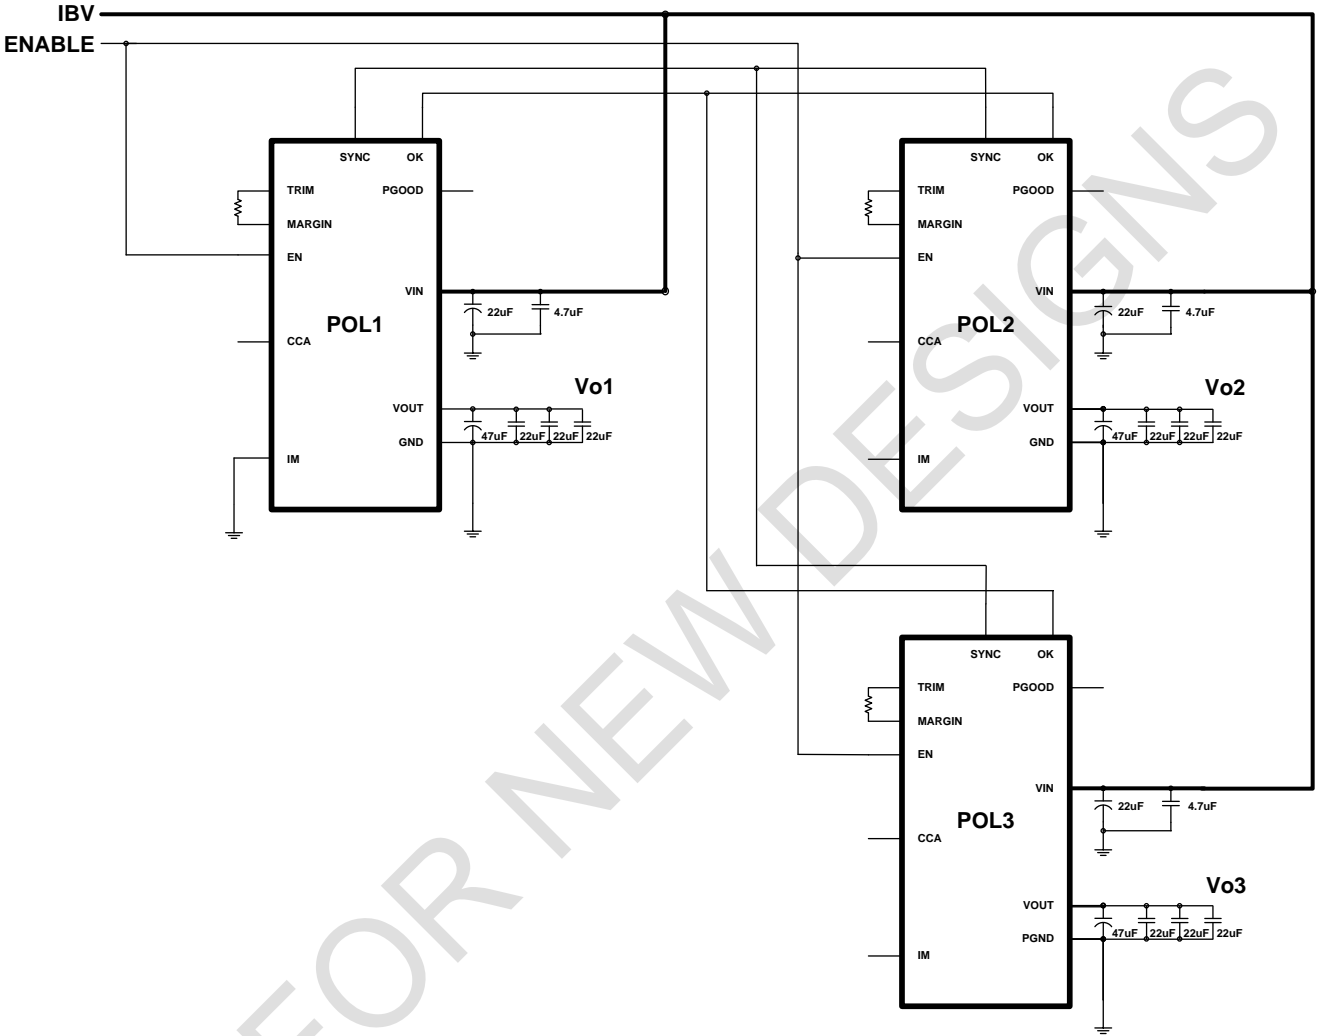 IBV
ENABLE
SYNC OK
TRIM PGOOD
MARGIN
EN
VIN
22uF 4.7uF
POL1
CCA
Vo1
VOUT
47uF 22uF 22uF 22uF
GND
IM
SYNC OK
TRIM PGOOD
MARGIN
EN
VIN
22uF 4.7uF
POL2
CCA
Vo2
VOUT
47uF 22uF 22uF 22uF
GND
IM
SYNC OK
TRIM PGOOD
MARGIN
EN
VIN
22uF 4.7uF
POL3
CCA
Vo3
VOUT
47uF 22uF 22uF 22uF
PGND
IM
FOR NEW DESIGNS